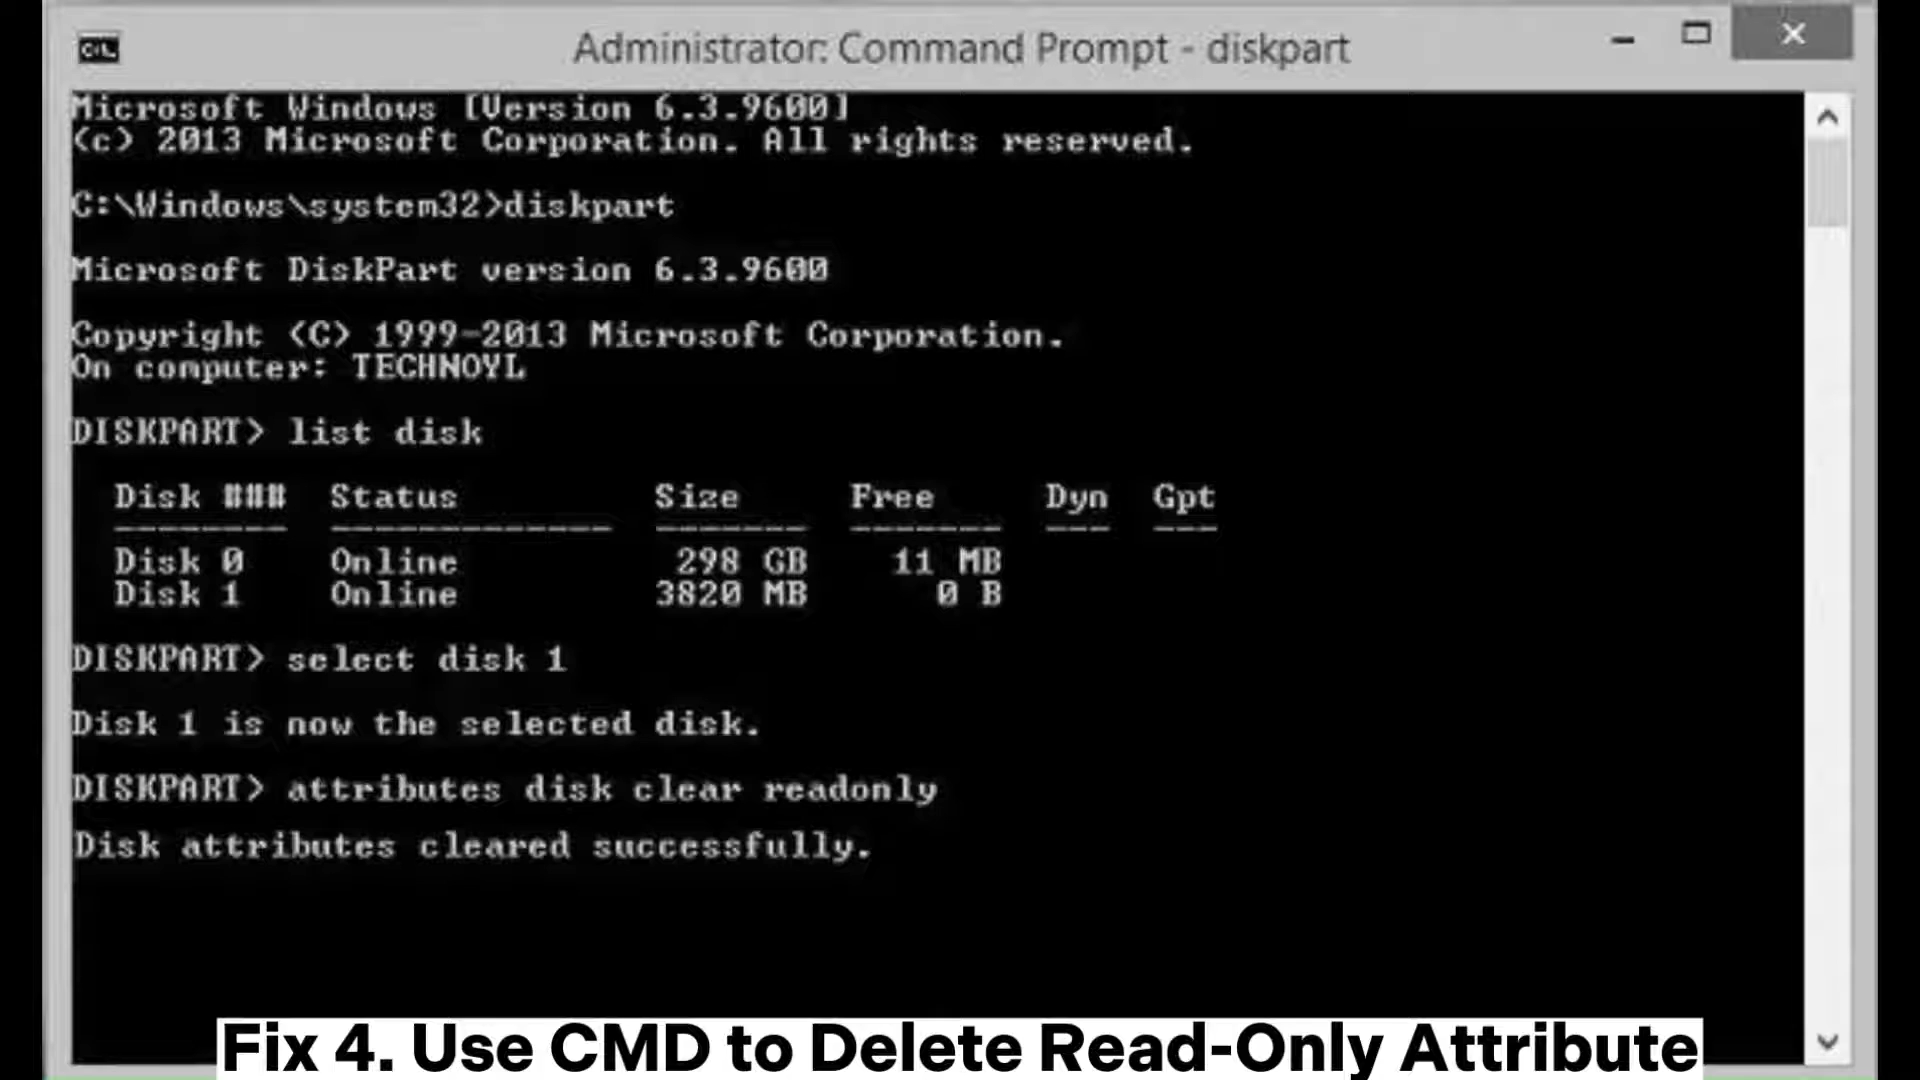 Administrator: Command Prompt - diskpart
Microsoft Windows [Version 6.3.9600]
(c) 2013 Microsoft Corporation. All rights reserved.
C:\Windows\system32>diskpart
Microsoft DiskPart version 6.3.9600
Copyright (C) 1999-2013 Microsoft Corporation.
On computer: TECHNOYL
DISKPART> list disk
Disk ### Status Size Free Dyn Gpt
-------- ------------- ------- ------- --- ---
Disk 0 Online 298 GB 11 MB
Disk 1 Online 3820 MB 0 B
DISKPART> select disk 1
Disk 1 is now the selected disk.
DISKPART> attributes disk clear readonly
Disk attributes cleared successfully.
Fix 4. Use CMD to Delete Read-Only Attribute